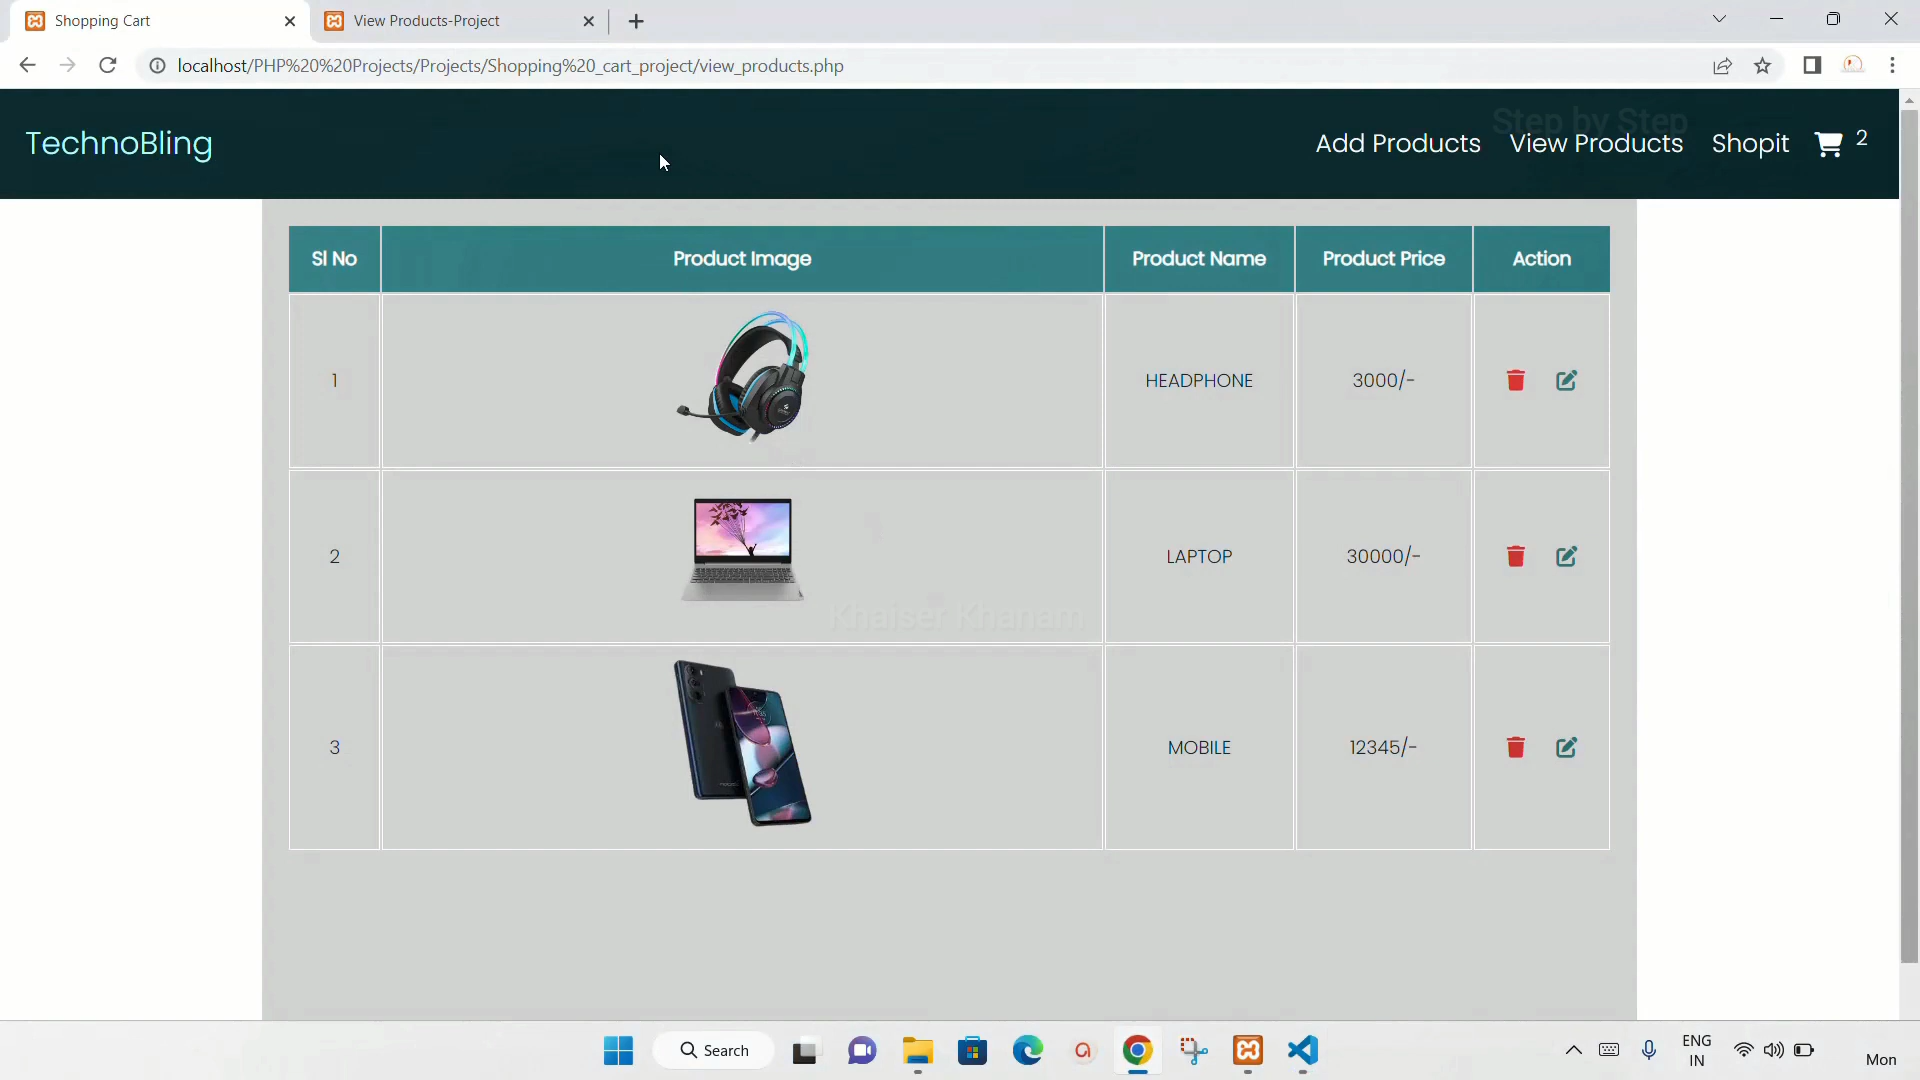 Shopping Cart
View Products-Project
localhost/PHP%20%20Projects/Projects/Shopping%20_cart_project/view_products.php
Step by Step
TechnoBling
Add Products
View Products
Shopit
2
Sl No
Product Image
Product Name
Product Price
Action
1
HEADPHONE
3000/-
2
LAPTOP
30000/-
Khaiser Khanam
3
MOBILE
12345/-
Search
ENG
IN
Mon